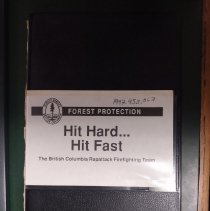 FOREST PROTECTION
Hit Hard...
Hit Fast
The British Columbia Rapattack Firefighting Team